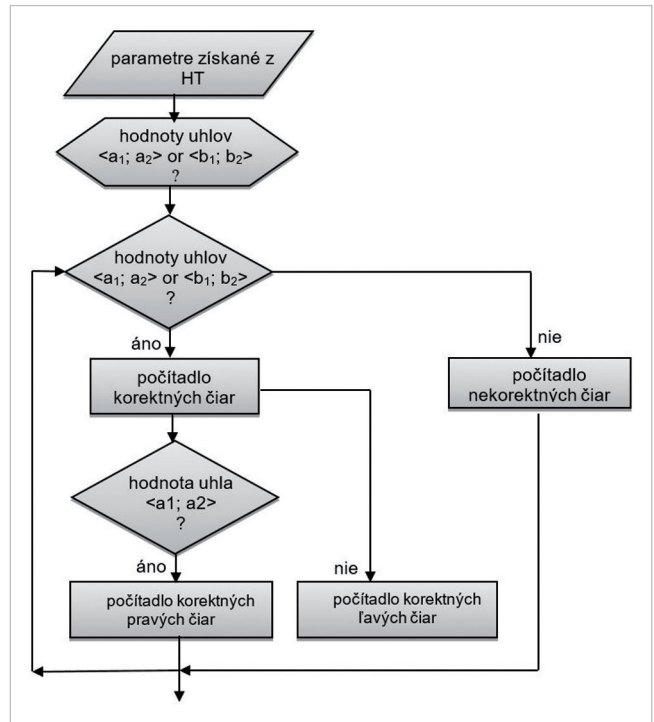 parametre získané z
HT
hodnoty uhlov
<a₁; a₂> or <b₁; b₂>
?
hodnoty uhlov
<a₁; a₂> or <b₁; b₂>
?
áno
nie
počítadlo
korektných čiar
počítadlo
nekorektných čiar
hodnota uhla
<a1; a2>
?
áno
nie
počítadlo korektných
pravých čiar
počítadlo korektných
ľavých čiar